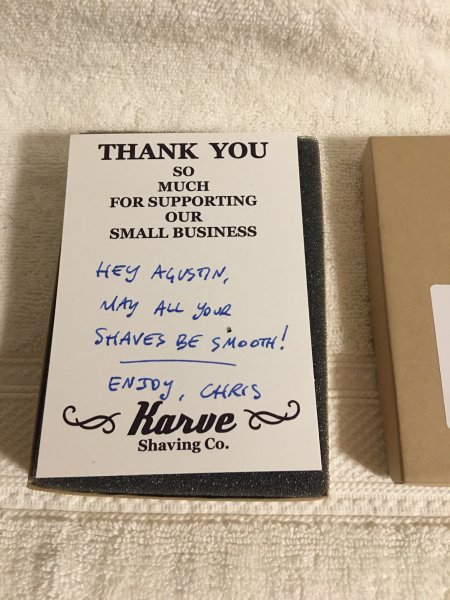 THANK YOU
SO
MUCH
FOR SUPPORTING
OUR
SMALL BUSINESS
HEY AGUSTIN,
MAY ALL YOUR
SHAVES BE SMOOTH!
ENJOY, CHRIS
Karve
Shaving Co.